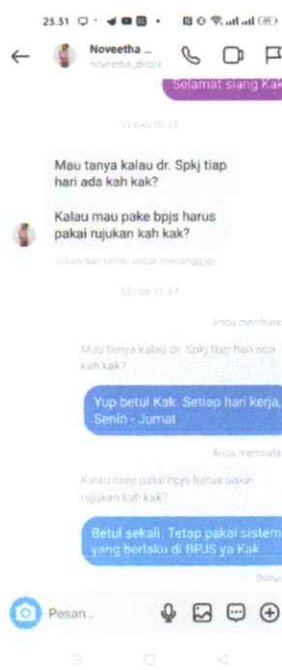 23.31
Noveetha ...
Selamat siang Kak
Mau tanya kalau dr. Spkj tiap
hari ada kah kak?
Kalau mau pake bpjs harus
pakai rujukan kah kak?
Mau tanya kalau dr. Spkj tiap hari ada
kah kak?
Yup betul Kak. Setiap hari kerja,
Senin - Jumat
Kalau mau pake bpjs harus pakai
rujukan kah kak?
Betul sekali. Tetap pakai sistem
yang berlaku di BPJS ya Kak
Pesan...